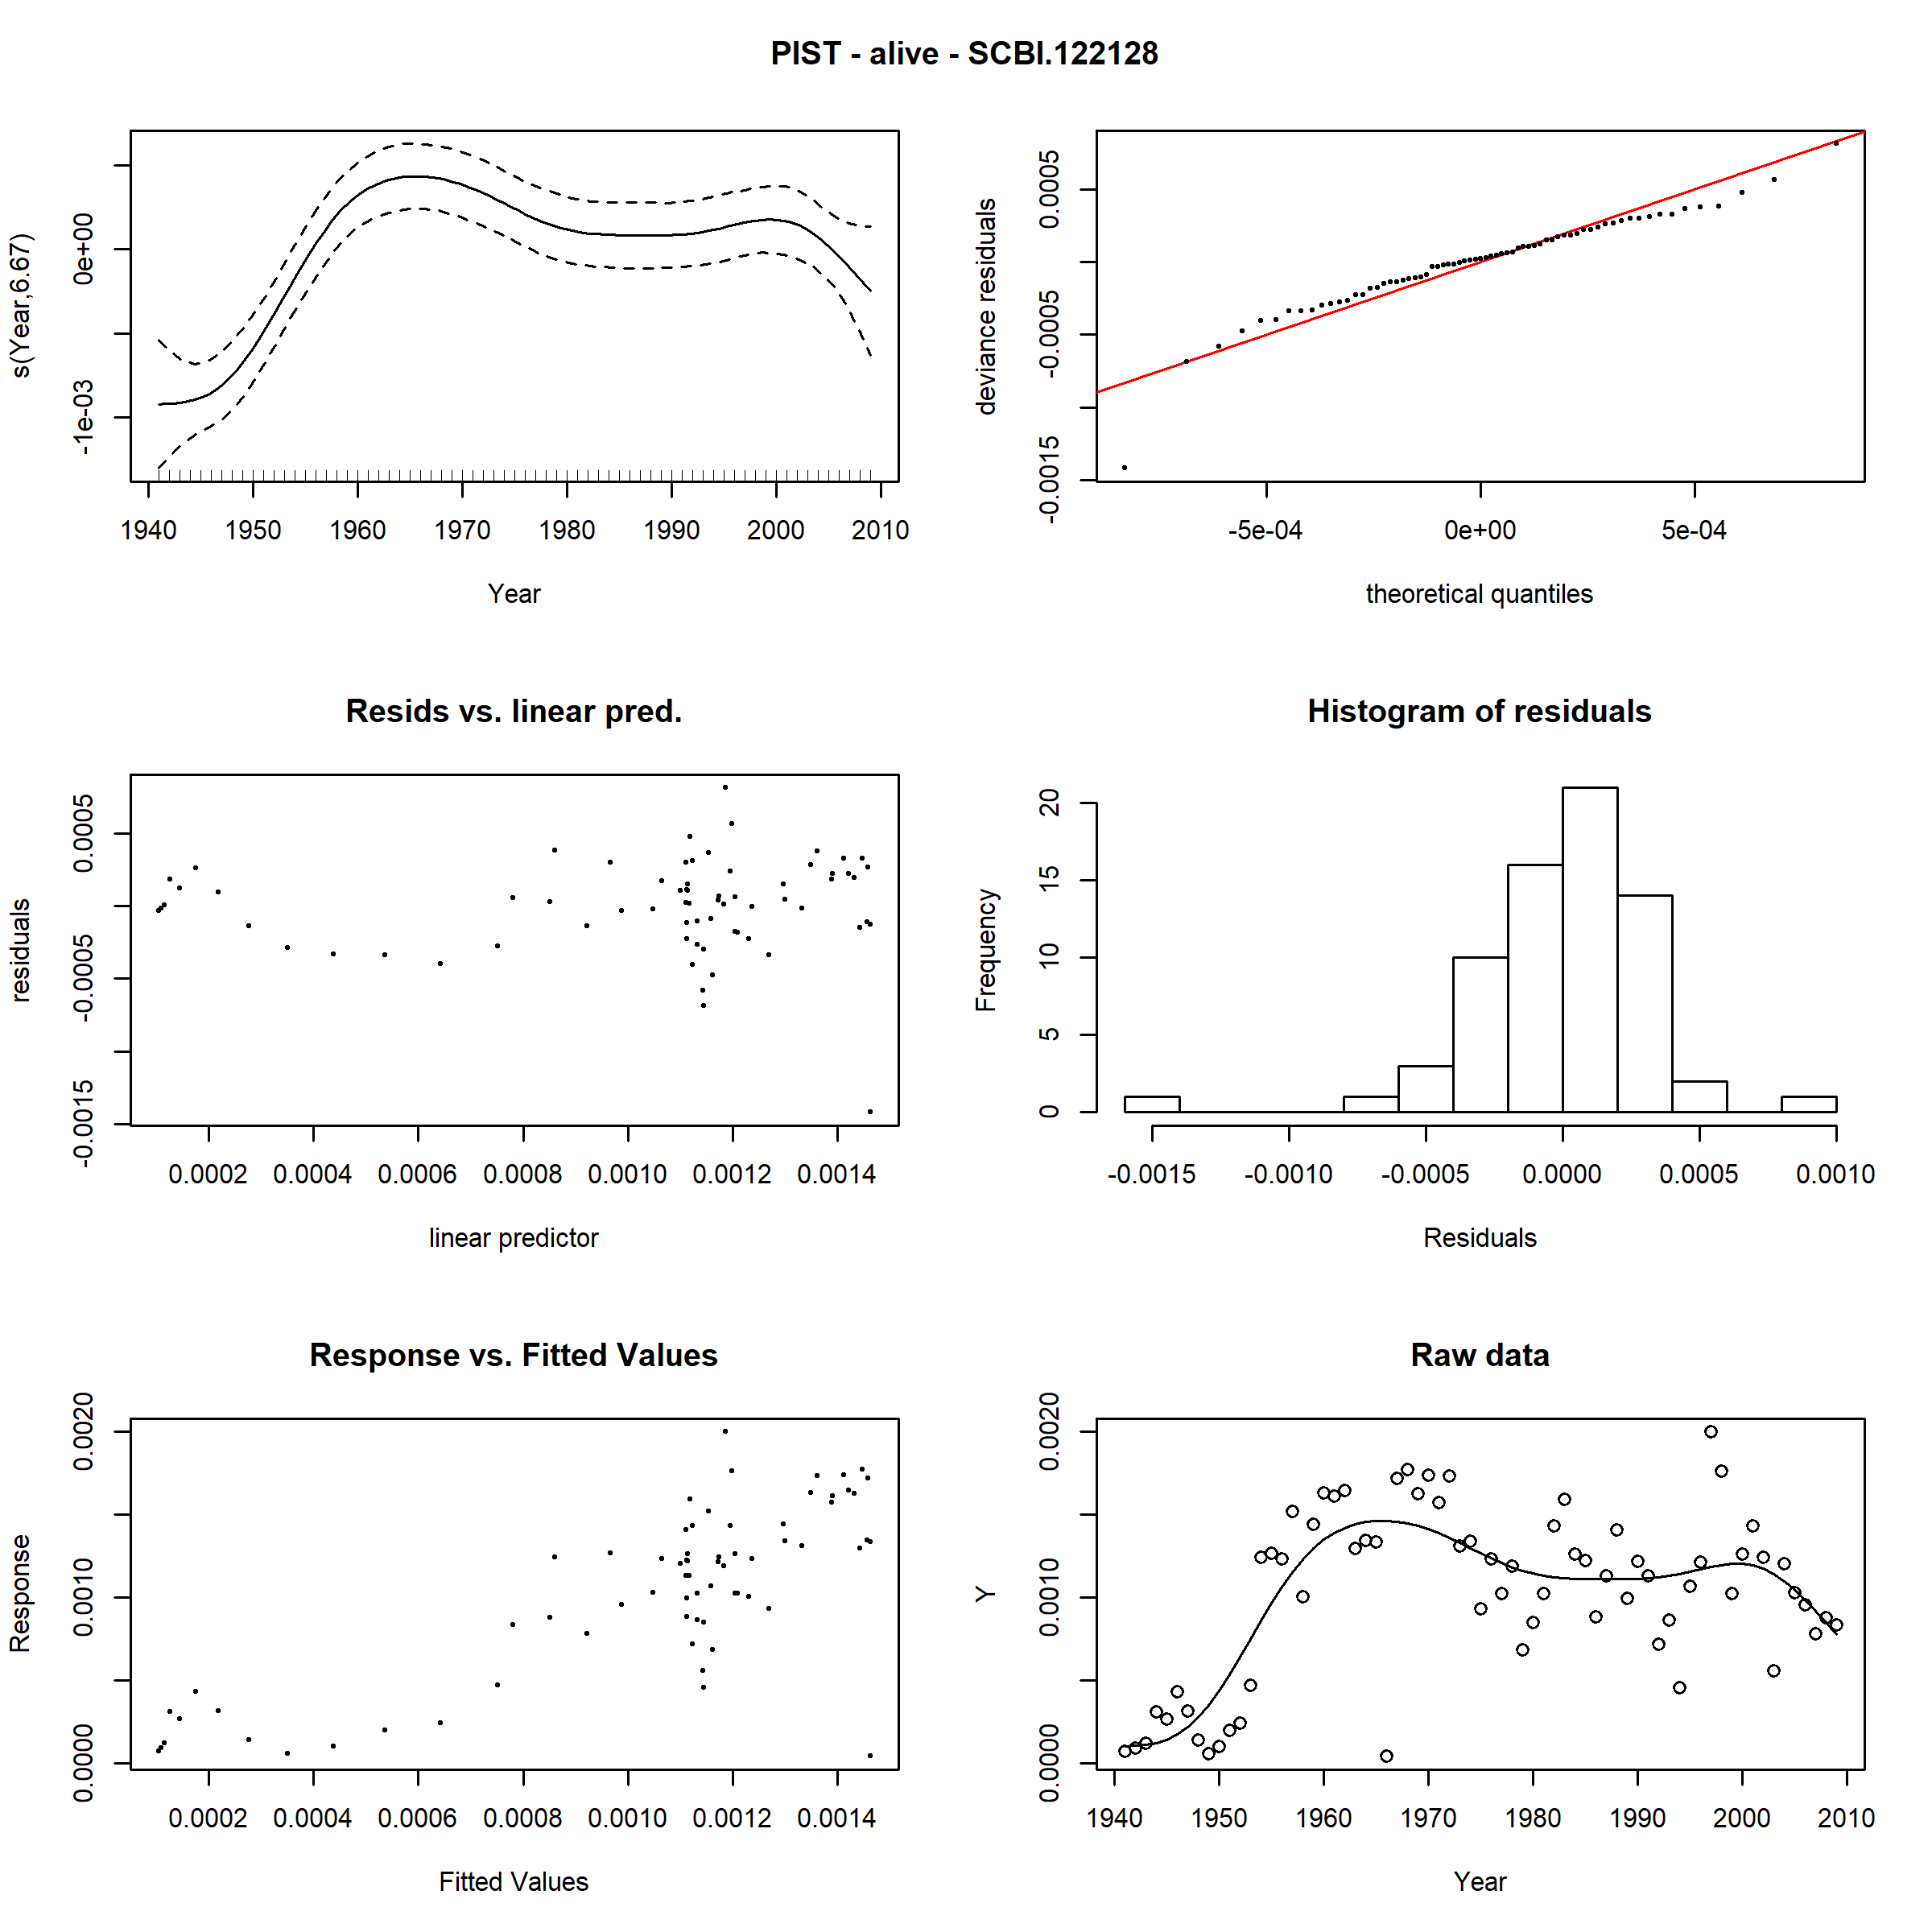 PIST - alive - SCBI.122128
s(Year,6.67)
-1e-03 0e+00
1940 1950 1960 1970 1980 1990 2000 2010
Year
deviance residuals
-0.0015 -0.0005 0.0005
-5e-04 0e+00 5e-04
theoretical quantiles
Resids vs. linear pred.
residuals
-0.0015 -0.0005 0.0005
0.0002 0.0004 0.0006 0.0008 0.0010 0.0012 0.0014
linear predictor
Histogram of residuals
Frequency
0 5 10 15 20
-0.0015 -0.0010 -0.0005 0.0000 0.0005 0.0010
Residuals
Response vs. Fitted Values
Response
0.0000 0.0010 0.0020
0.0002 0.0004 0.0006 0.0008 0.0010 0.0012 0.0014
Fitted Values
Raw data
Y
0.0000 0.0010 0.0020
1940 1950 1960 1970 1980 1990 2000 2010
Year